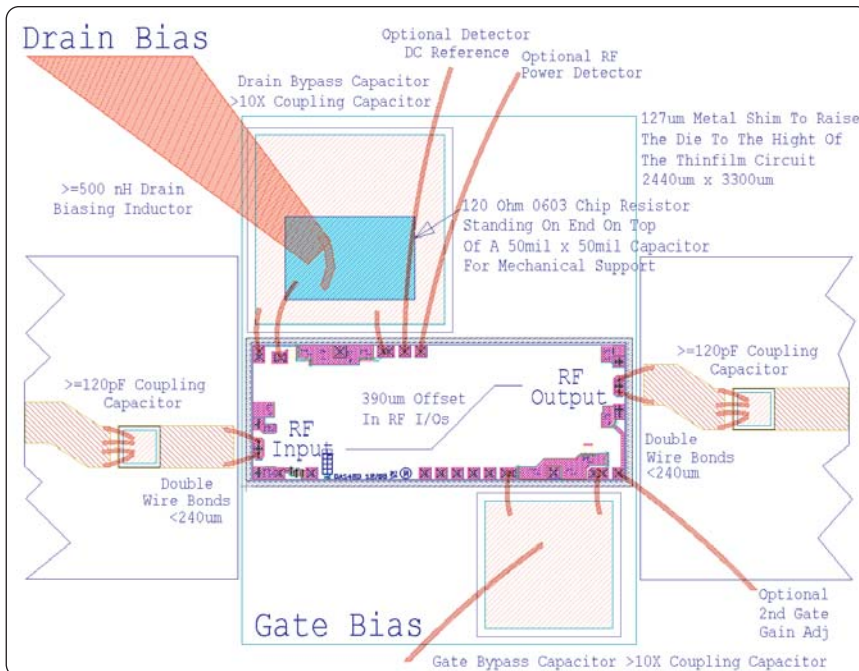 Drain Bias
Optional Detector
DC Reference
Optional RF
Power Detector
Drain Bypass Capacitor
>10X Coupling Capacitor
127um Metal Shim To Raise
The Die To The Hight Of
The Thinfilm Circuit
2440um x 3300um
>=500 nH Drain
Biasing Inductor
120 Ohm 0603 Chip Resistor
Standing On End On Top
Of A 50mil x 50mil Capacitor
For Mechanical Support
>=120pF Coupling
Capacitor
>=120pF Coupling
Capacitor
390um Offset
In RF I/Os
RF
Output
RF
Input
Double
Wire Bonds
<240um
Double
Wire Bonds
<240um
Optional
2nd Gate
Gain Adj
Gate Bias
Gate Bypass Capacitor >10X Coupling Capacitor